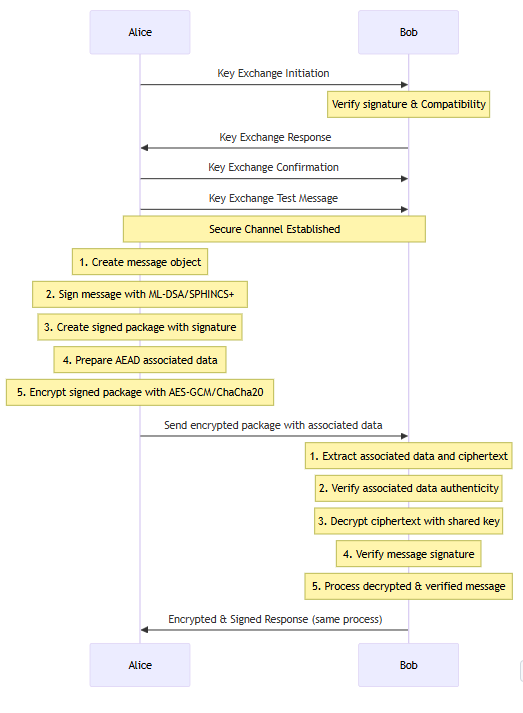 Alice Bob
Key Exchange Initiation
Verify signature & Compatibility
Key Exchange Response
Key Exchange Confirmation
Key Exchange Test Message
Secure Channel Established
1. Create message object
2. Sign message with ML-DSA/SPHINCS+
3. Create signed package with signature
4. Prepare AEAD associated data
5. Encrypt signed package with AES-GCM/ChaCha20
Send encrypted package with associated data
1. Extract associated data and ciphertext
2. Verify associated data authenticity
3. Decrypt ciphertext with shared key
4. Verify message signature
5. Process decrypted & verified message
Encrypted & Signed Response (same process)
Alice Bob